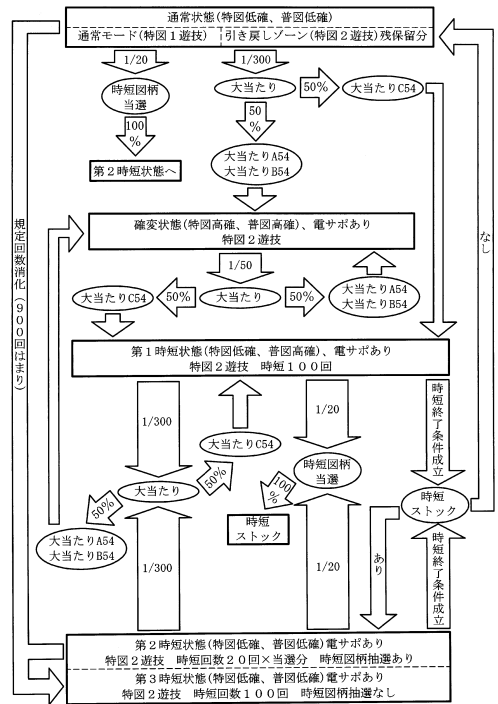 通常状態(特図低確、普図低確)
通常モード(特図1遊技) 引き戻しゾーン(特図2遊技)残保留分
1/20
1/300
時短図柄
当選
大当たり
50%
大当たりC54
100
%
50
%
第2時短状態へ
大当たりA54
大当たりB54
確変状態(特図高確、普図高確)、電サポあり
特図2遊技
規定回数消化(900回はまり)
なし
1/50
大当たりC54
50%
大当たり
50%
大当たりA54
大当たりB54
第1時短状態(特図低確、普図高確)、電サポあり
特図2遊技 時短100回
1/300
1/20
時短終了条件成立
大当たりC54
時短図柄
当選
大当たり
50%
100
%
50%
時短
ストック
時短
ストック
大当たりA54
大当たりB54
1/300
1/20
あり
時短終了条件成立
第2時短状態(特図低確、普図低確)電サポあり
特図2遊技 時短回数20回×当選分 時短図柄抽選あり
第3時短状態(特図低確、普図低確)電サポあり
特図2遊技 時短回数100回 時短図柄抽選なし